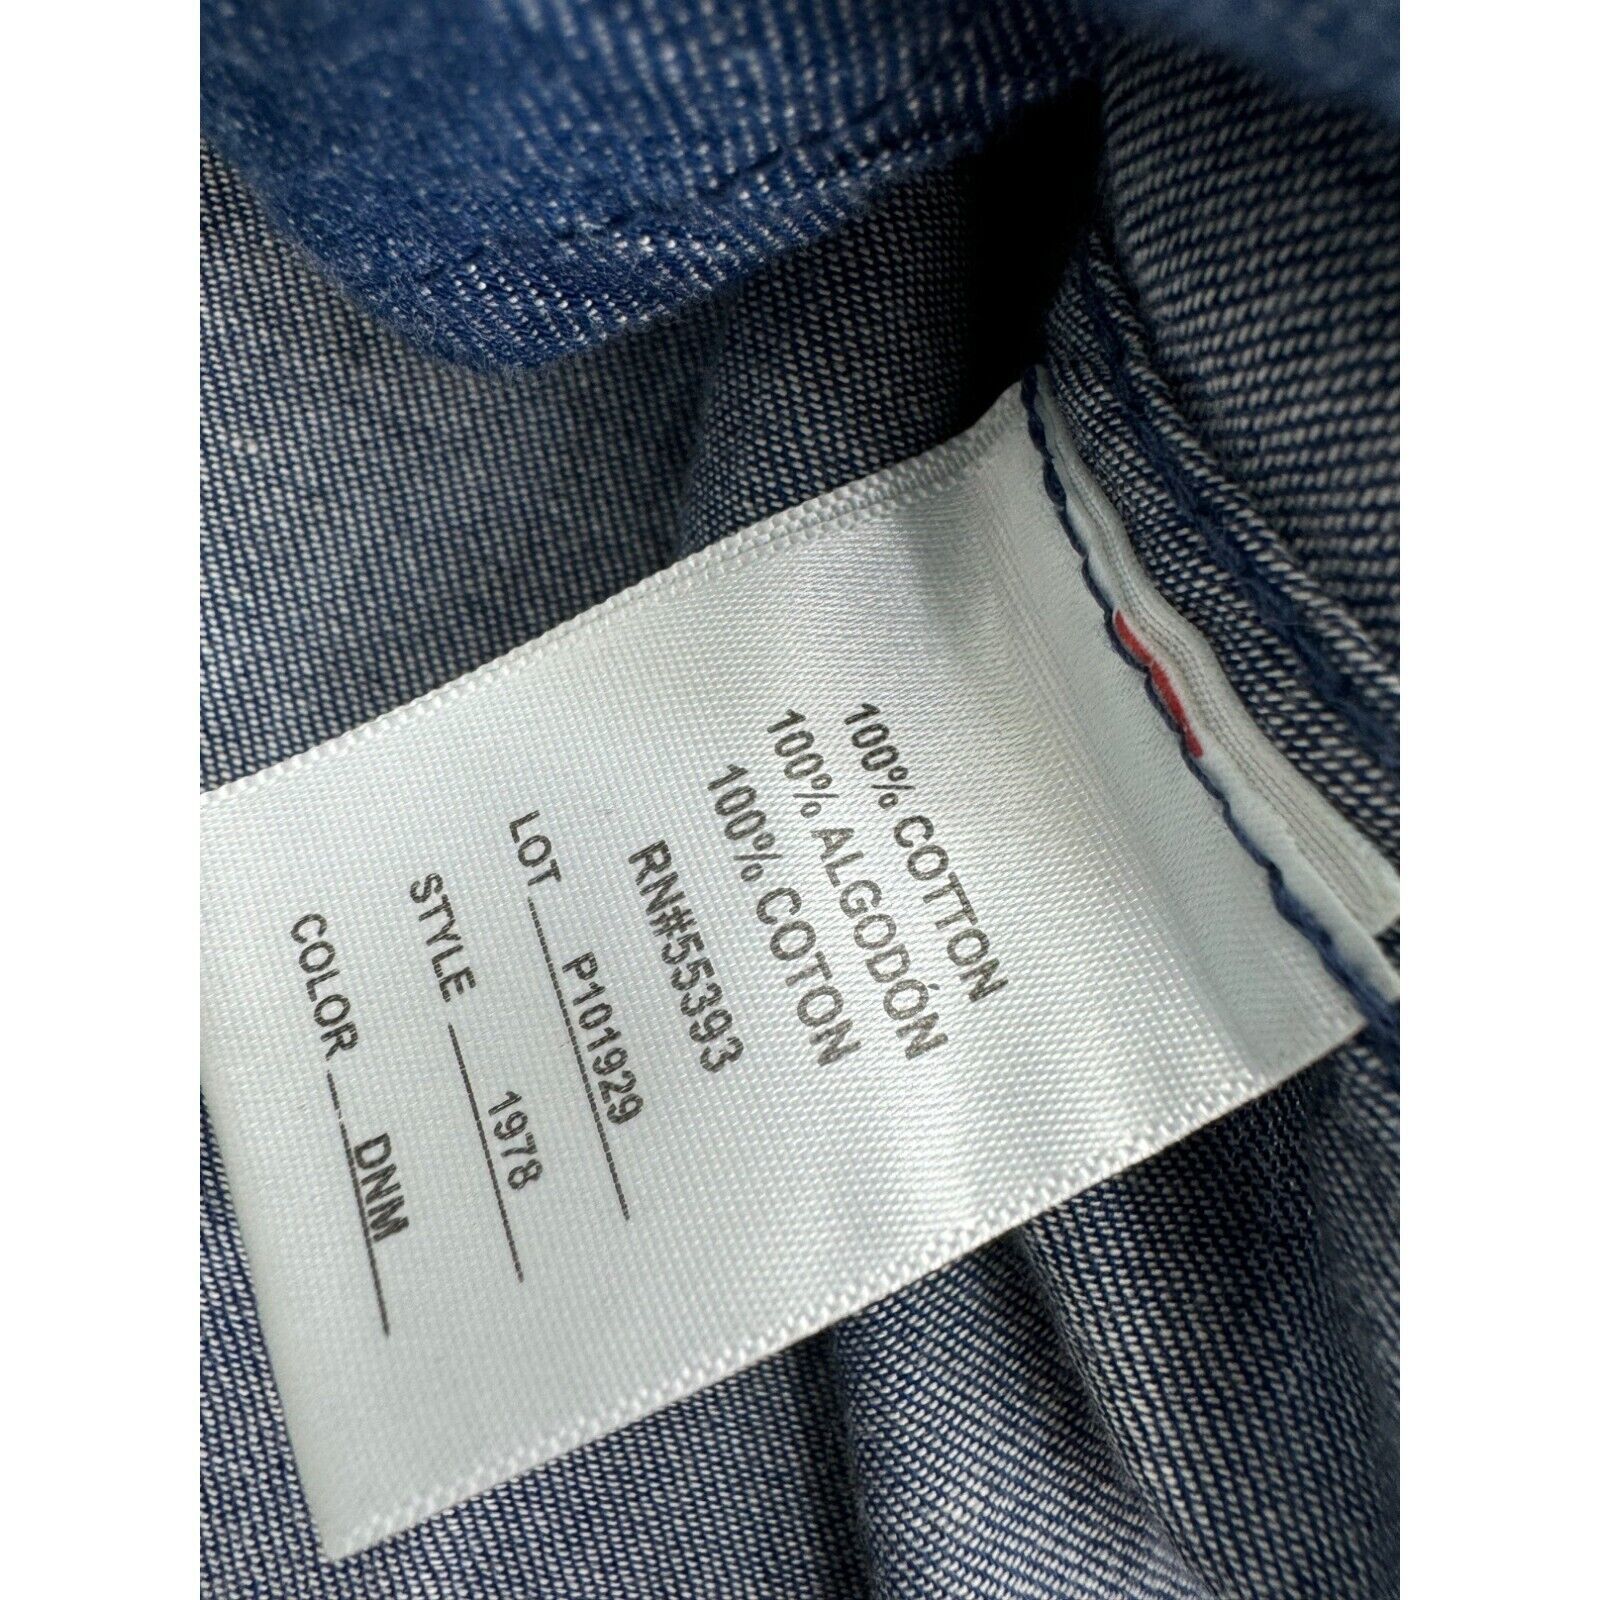 100% COTTON
100% ALGODÓN
100% COTON
RN#55393
LOT P101929
STYLE 1978
COLOR DNM